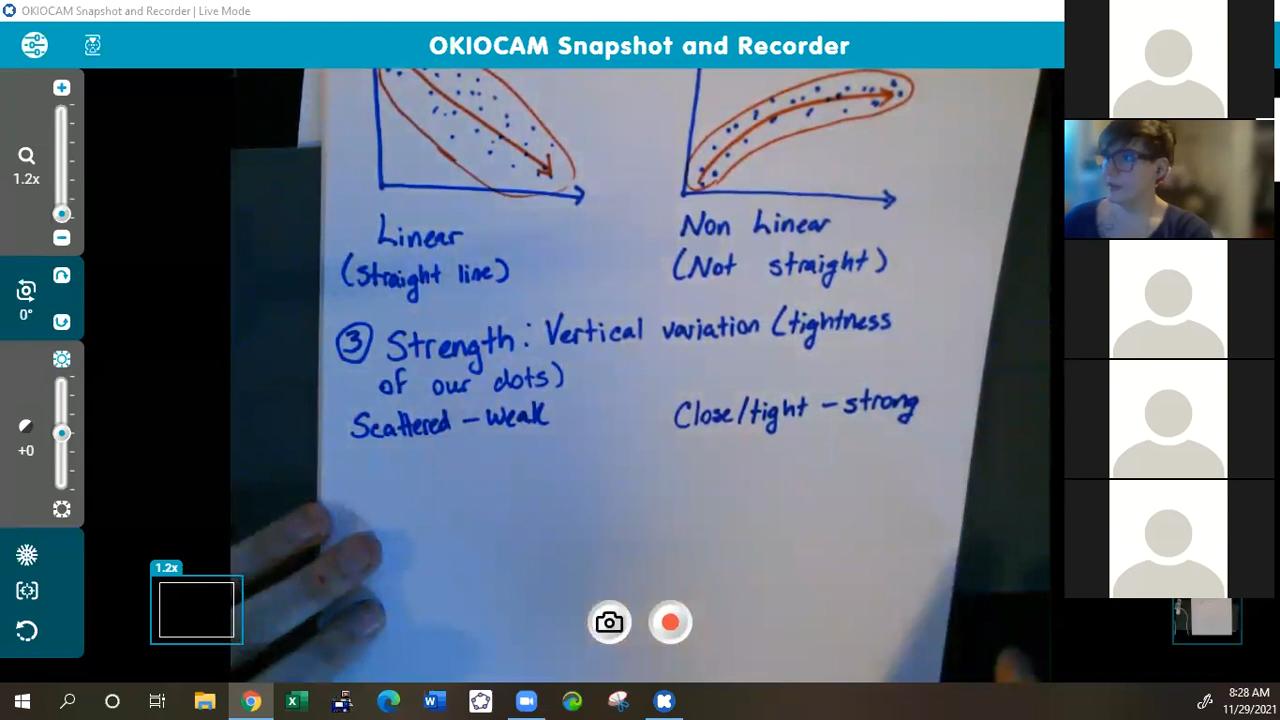 OKIOCAM Snapshot and Recorder | Live Mode
OKIOCAM Snapshot and Recorder
1.2x
0°
+0
Linear
(straight line)
Non Linear
(Not straight)
③ Strength: Vertical variation (tightness
of our dots)
Scattered – weak
Close/tight – strong
1.2x
8:28 AM
11/29/2021